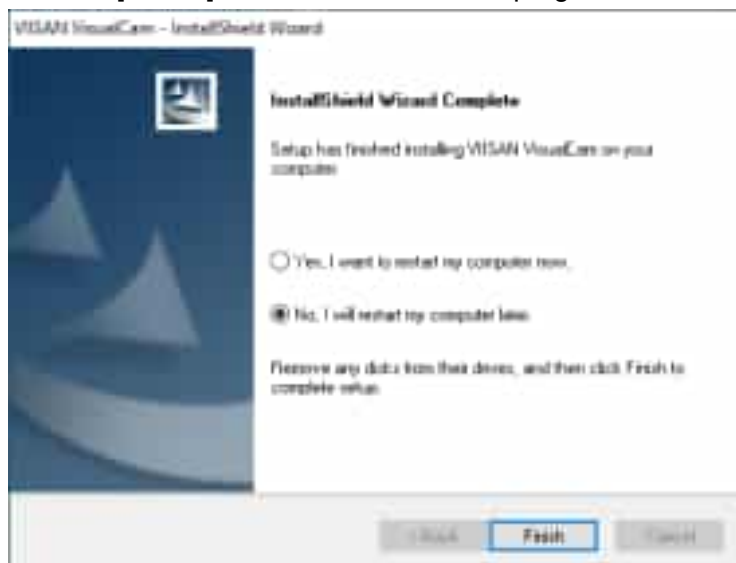 VIISAN VisualCam - InstallShield Wizard
InstallShield Wizard Complete
Setup has finished installing VIISAN VisualCam on your
computer.
Yes, I want to restart my computer now.
No, I will restart my computer later.
Remove any disks from their drives, and then click Finish to
complete setup.
< Back
Finish
Cancel